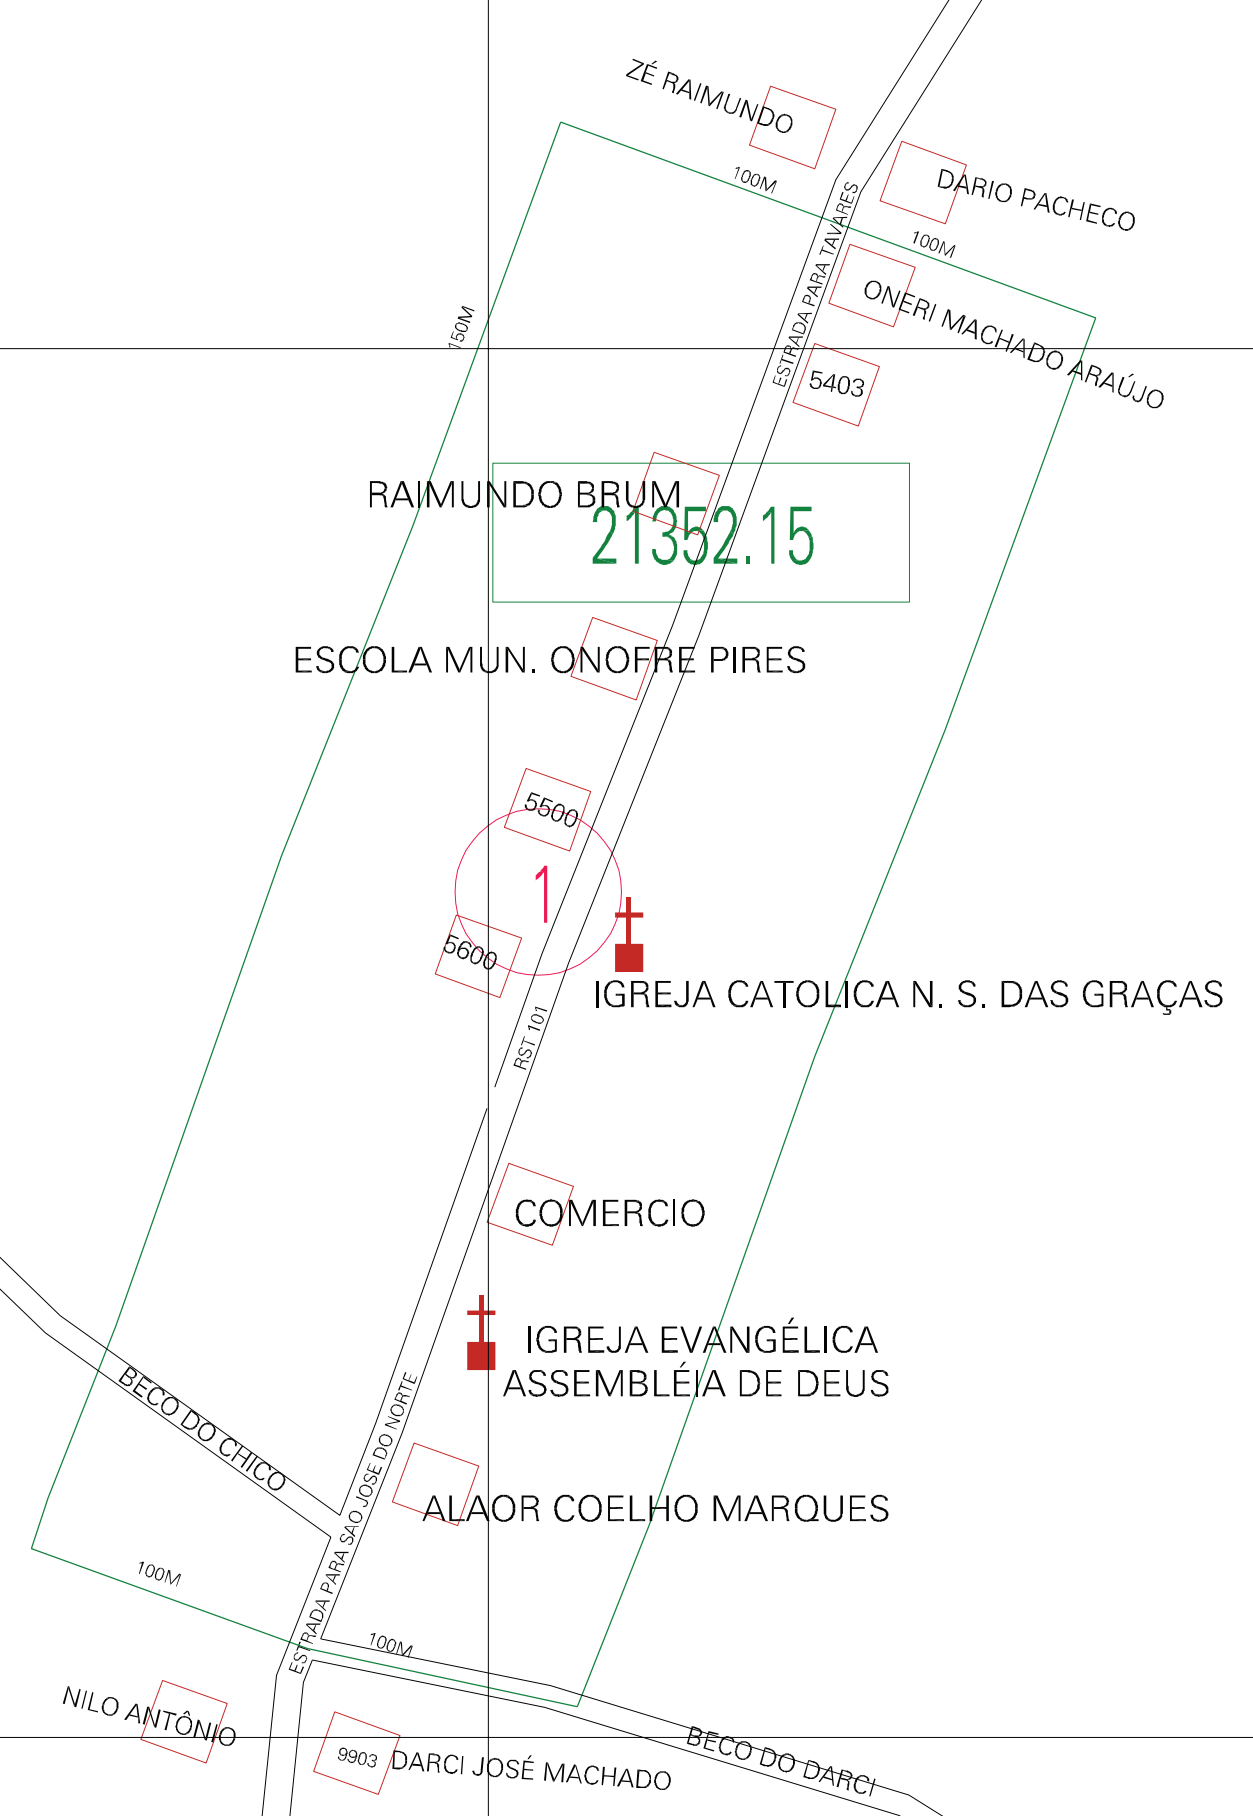 ZÉ RAIMUNDO
100M
DARIO PACHECO
100M
ESTRADA PARA TAVARES
ONERI MACHADO ARAÚJO
150M
5403
RAIMUNDO BRUM
21352.15
ESCOLA MUN. ONOFRE PIRES
5500
1
5600
IGREJA CATOLICA N. S. DAS GRAÇAS
RST 101
COMERCIO
IGREJA EVANGÉLICA
ASSEMBLÉIA DE DEUS
BECO DO CHICO
ESTRADA PARA SAO JOSE DO NORTE
ALAOR COELHO MARQUES
100M
100M
NILO ANTÔNIO
9903
DARCI JOSÉ MACHADO
BECO DO DARCI